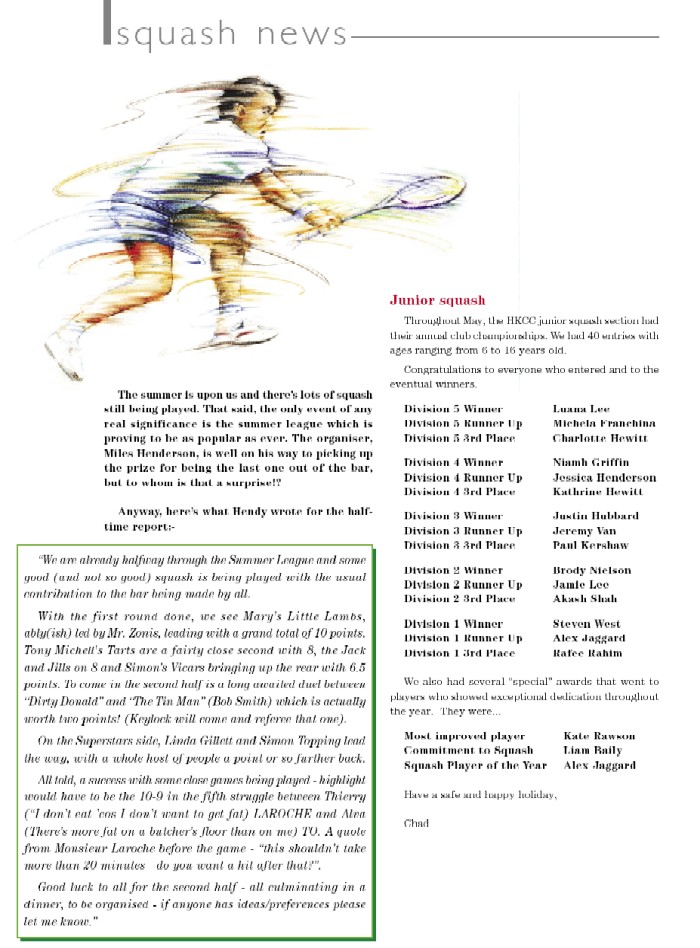 squash news
The summer is upon us and there's lots of squash
still being played. That said, the only event of any
real significance is the summer league which is
proving to be as popular as ever. The organiser,
Miles Henderson, is well on his way to picking up
the prize for being the last one out of the bar,
but to whom is that a surprise!?
Anyway, here's what Hendy wrote for the half-
time report:-
"We are already halfway through the Summer League and some
good (and not so good) squash is being played with the usual
contribution to the bar being made by all.
With the first round done, we see Mary's Little Lambs,
ably(ish) led by Mr. Zonis, leading with a grand total of 10 points.
Tony Michell's Tarts are a fairly close second with 8, the Jack
and Jills on 8 and Simon's Vicars bringing up the rear with 6.5
points. To come in the second half is a long awaited duel between
"Dirty Donald" and "The Tin Man" (Bob Smith) which is actually
worth two points! (Keylock will come and referee that one).
On the Superstars side, Linda Gillett and Simon Topping lead
the way, with a whole host of people a point or so further back.
All told, a success with some close games being played - highlight
would have to be the 10-9 in the fifth struggle between Thierry
("I don't eat 'cos I don't want to get fat) LAROCHE and Alea
(There's more fat on a butcher's floor than on me) TO. A quote
from Monsieur Laroche before the game - "this shouldn't take
more than 20 minutes do you want a hit after that?".
Good luck to all for the second half - all culminating in a
dinner, to be organised - if anyone has ideas/preferences please
let me know."
Junior squash
Throughout May, the HKCC junior squash section had
their annual club championships. We had 40 entries with
ages ranging from 6 to 16 years old.
Congratulations to everyone who entered and to the
eventual winners.
Division 5 Winner Luana Lee
Division 5 Runner Up Michela Franchina
Division 5 3rd Place Charlotte Hewitt
Division 4 Winner Niamh Griffin
Division 4 Runner Up Jessica Henderson
Division 4 3rd Place Kathrine Hewitt
Division 3 Winner Justin Hubbard
Division 3 Runner Up Jeremy Van
Division 3 3rd Place Paul Kershaw
Division 2 Winner Brody Nielson
Division 2 Runner Up Jamie Lee
Division 2 3rd Place Akash Shah
Division 1 Winner Steven West
Division 1 Runner Up Alex Jaggard
Division 1 3rd Place Rafee Rahim
We also had several "special" awards that went to
players who showed exceptional dedication throughout
the year. They were...
Most improved player Kate Rawson
Commitment to Squash Liam Baily
Squash Player of the Year Alex Jaggard
Have a safe and happy holiday,
Chad